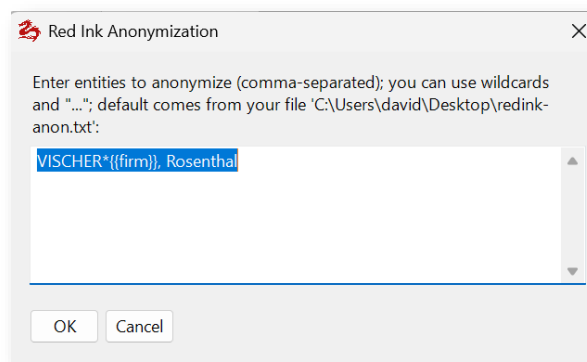 Red Ink Anonymization
Enter entities to anonymize (comma-separated); you can use wildcards
and "..."; default comes from your file 'C:\Users\david\Desktop\redink-
anon.txt':
VISCHER*{{firm}}, Rosenthal
OK Cancel